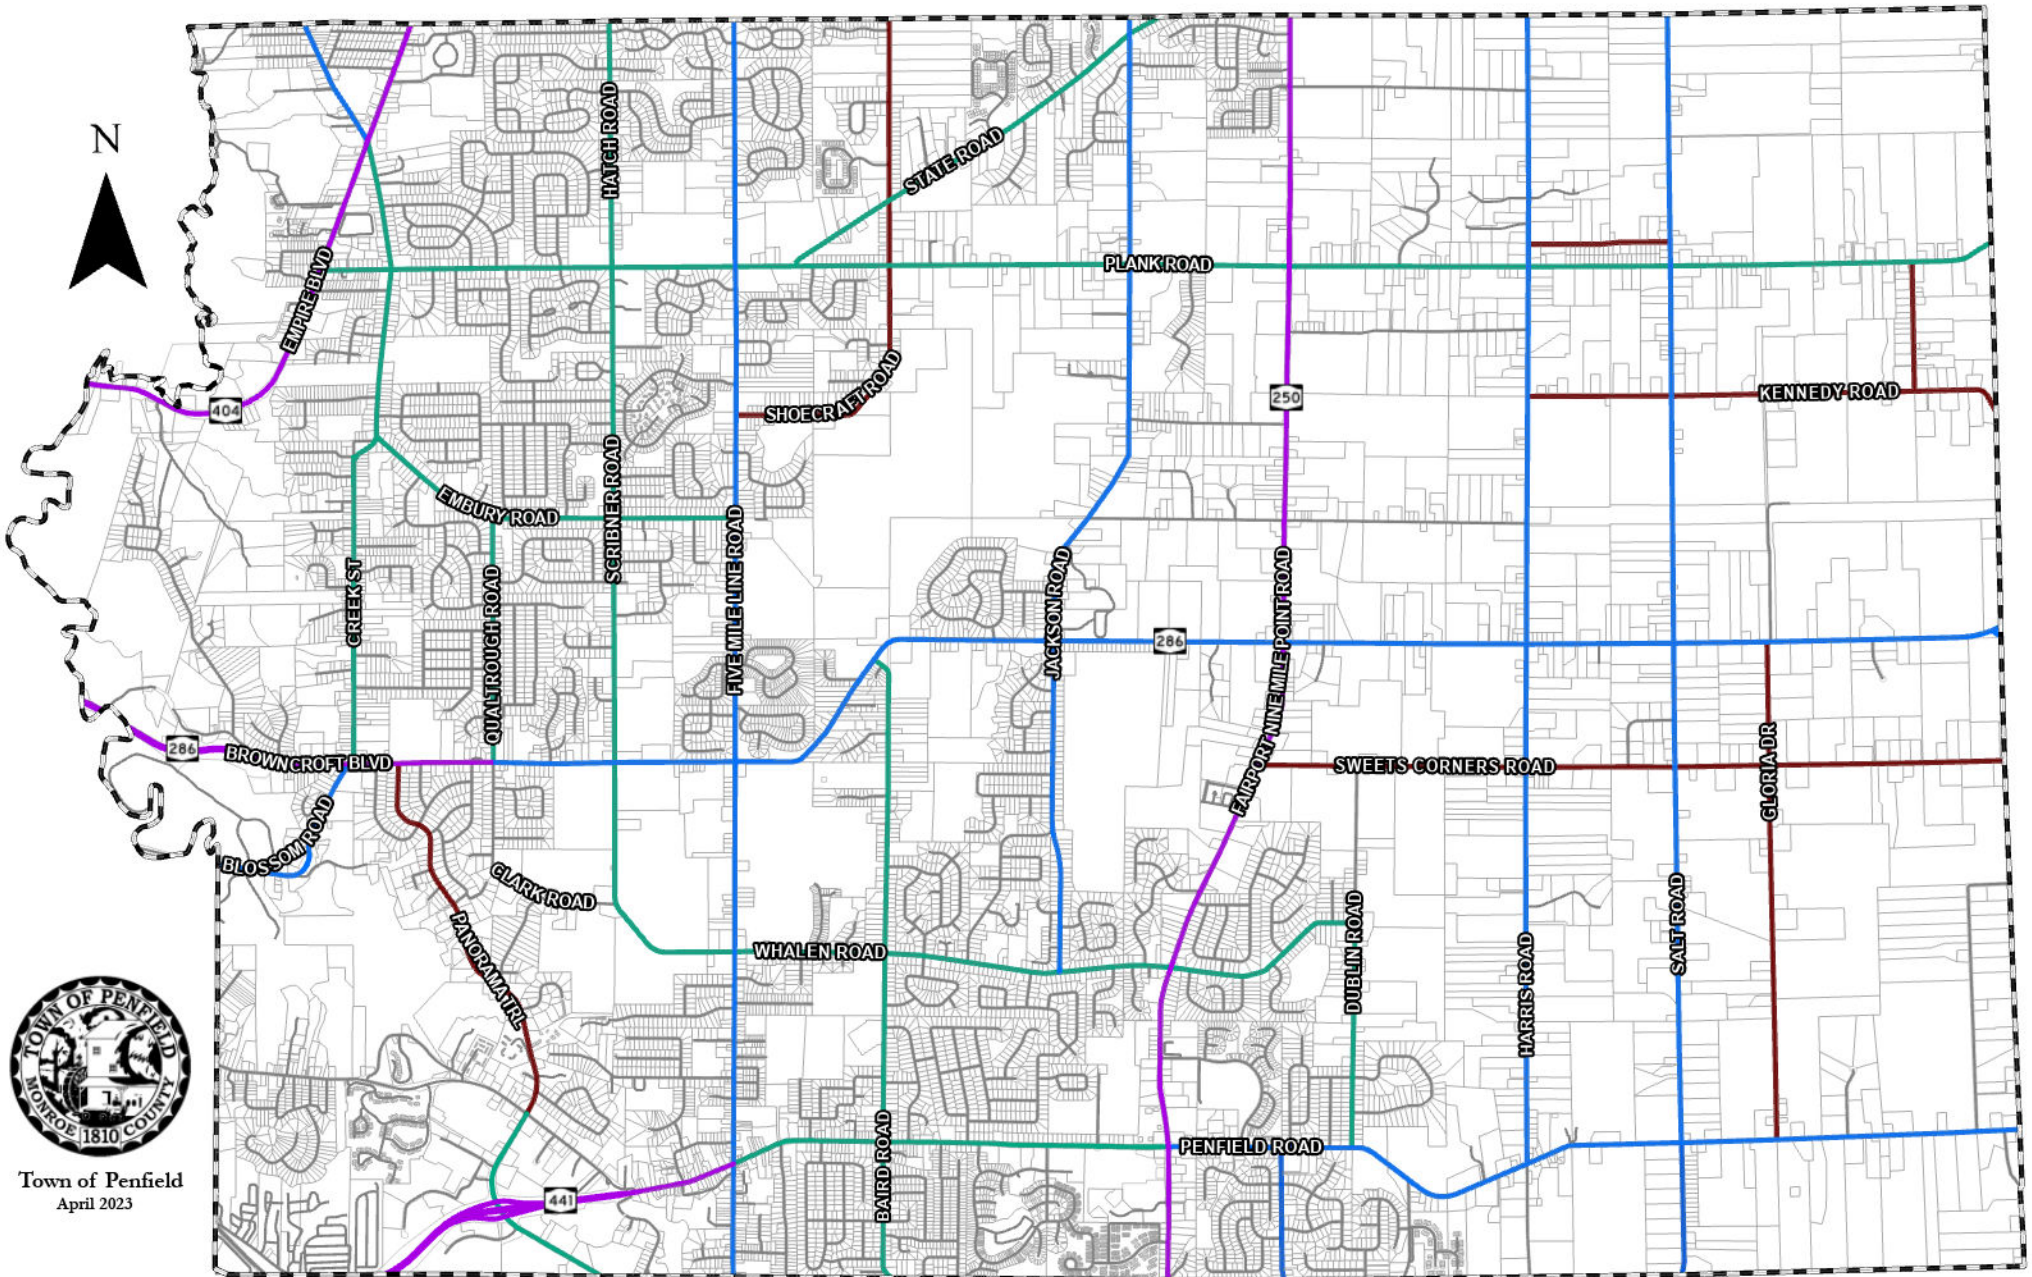 N
HATCH ROAD
STATE ROAD
EMPIRE BLVD
PLANK ROAD
404
SHOECRAFT ROAD
250
KENNEDY ROAD
EMBURY ROAD
SCRIBNER ROAD
CREEK ST
QUALTROUGH ROAD
FIVE MILE LINE ROAD
JACKSON ROAD
286
FAIRPORT NINE MILE POINT ROAD
286
BROWNCROFT BLVD
SWEETS CORNERS ROAD
GLORIA DR
BLOSSOM ROAD
CLARK ROAD
PANORAMA TRL
WHALEN ROAD
DUBLIN ROAD
HARRIS ROAD
SALT ROAD
TOWN OF PENFIELD
MONROE COUNTY
1810
BAIRD ROAD
PENFIELD ROAD
441
Town of Penfield
April 2023